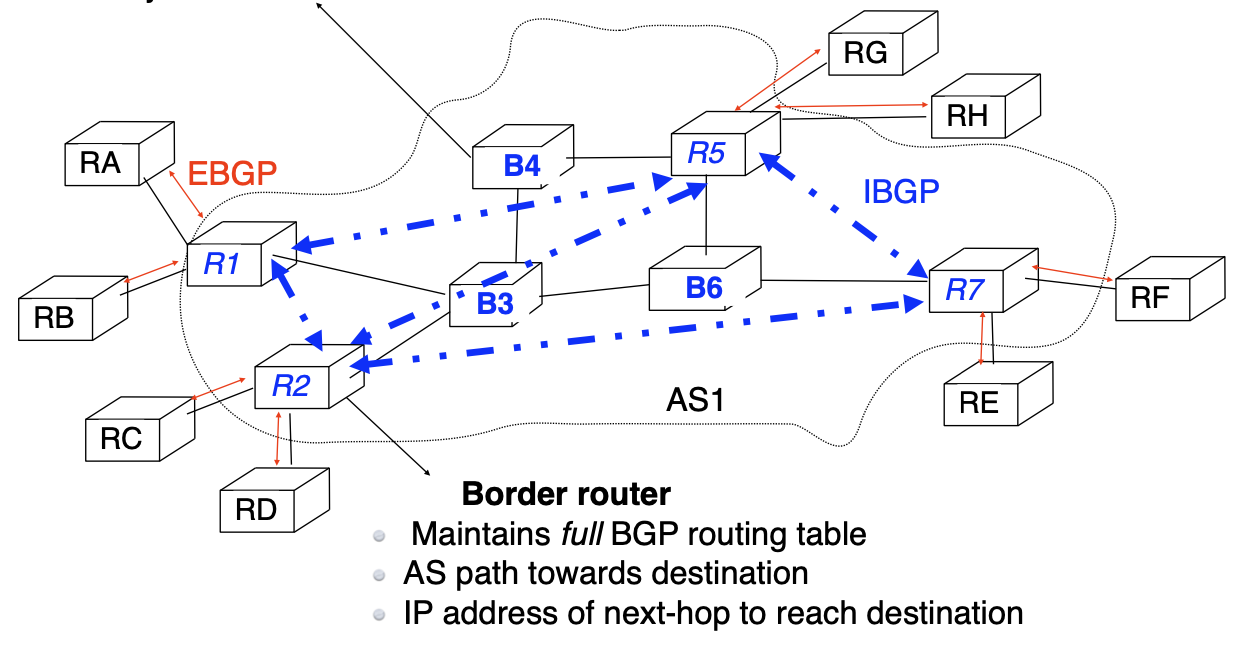 RG
RH
RA
EBGP
B4
R5
IBGP
R1
RB
B3
B6
R7
RF
R2
AS1
RE
RC
RD
Border router
Maintains full BGP routing table
AS path towards destination
IP address of next-hop to reach destination